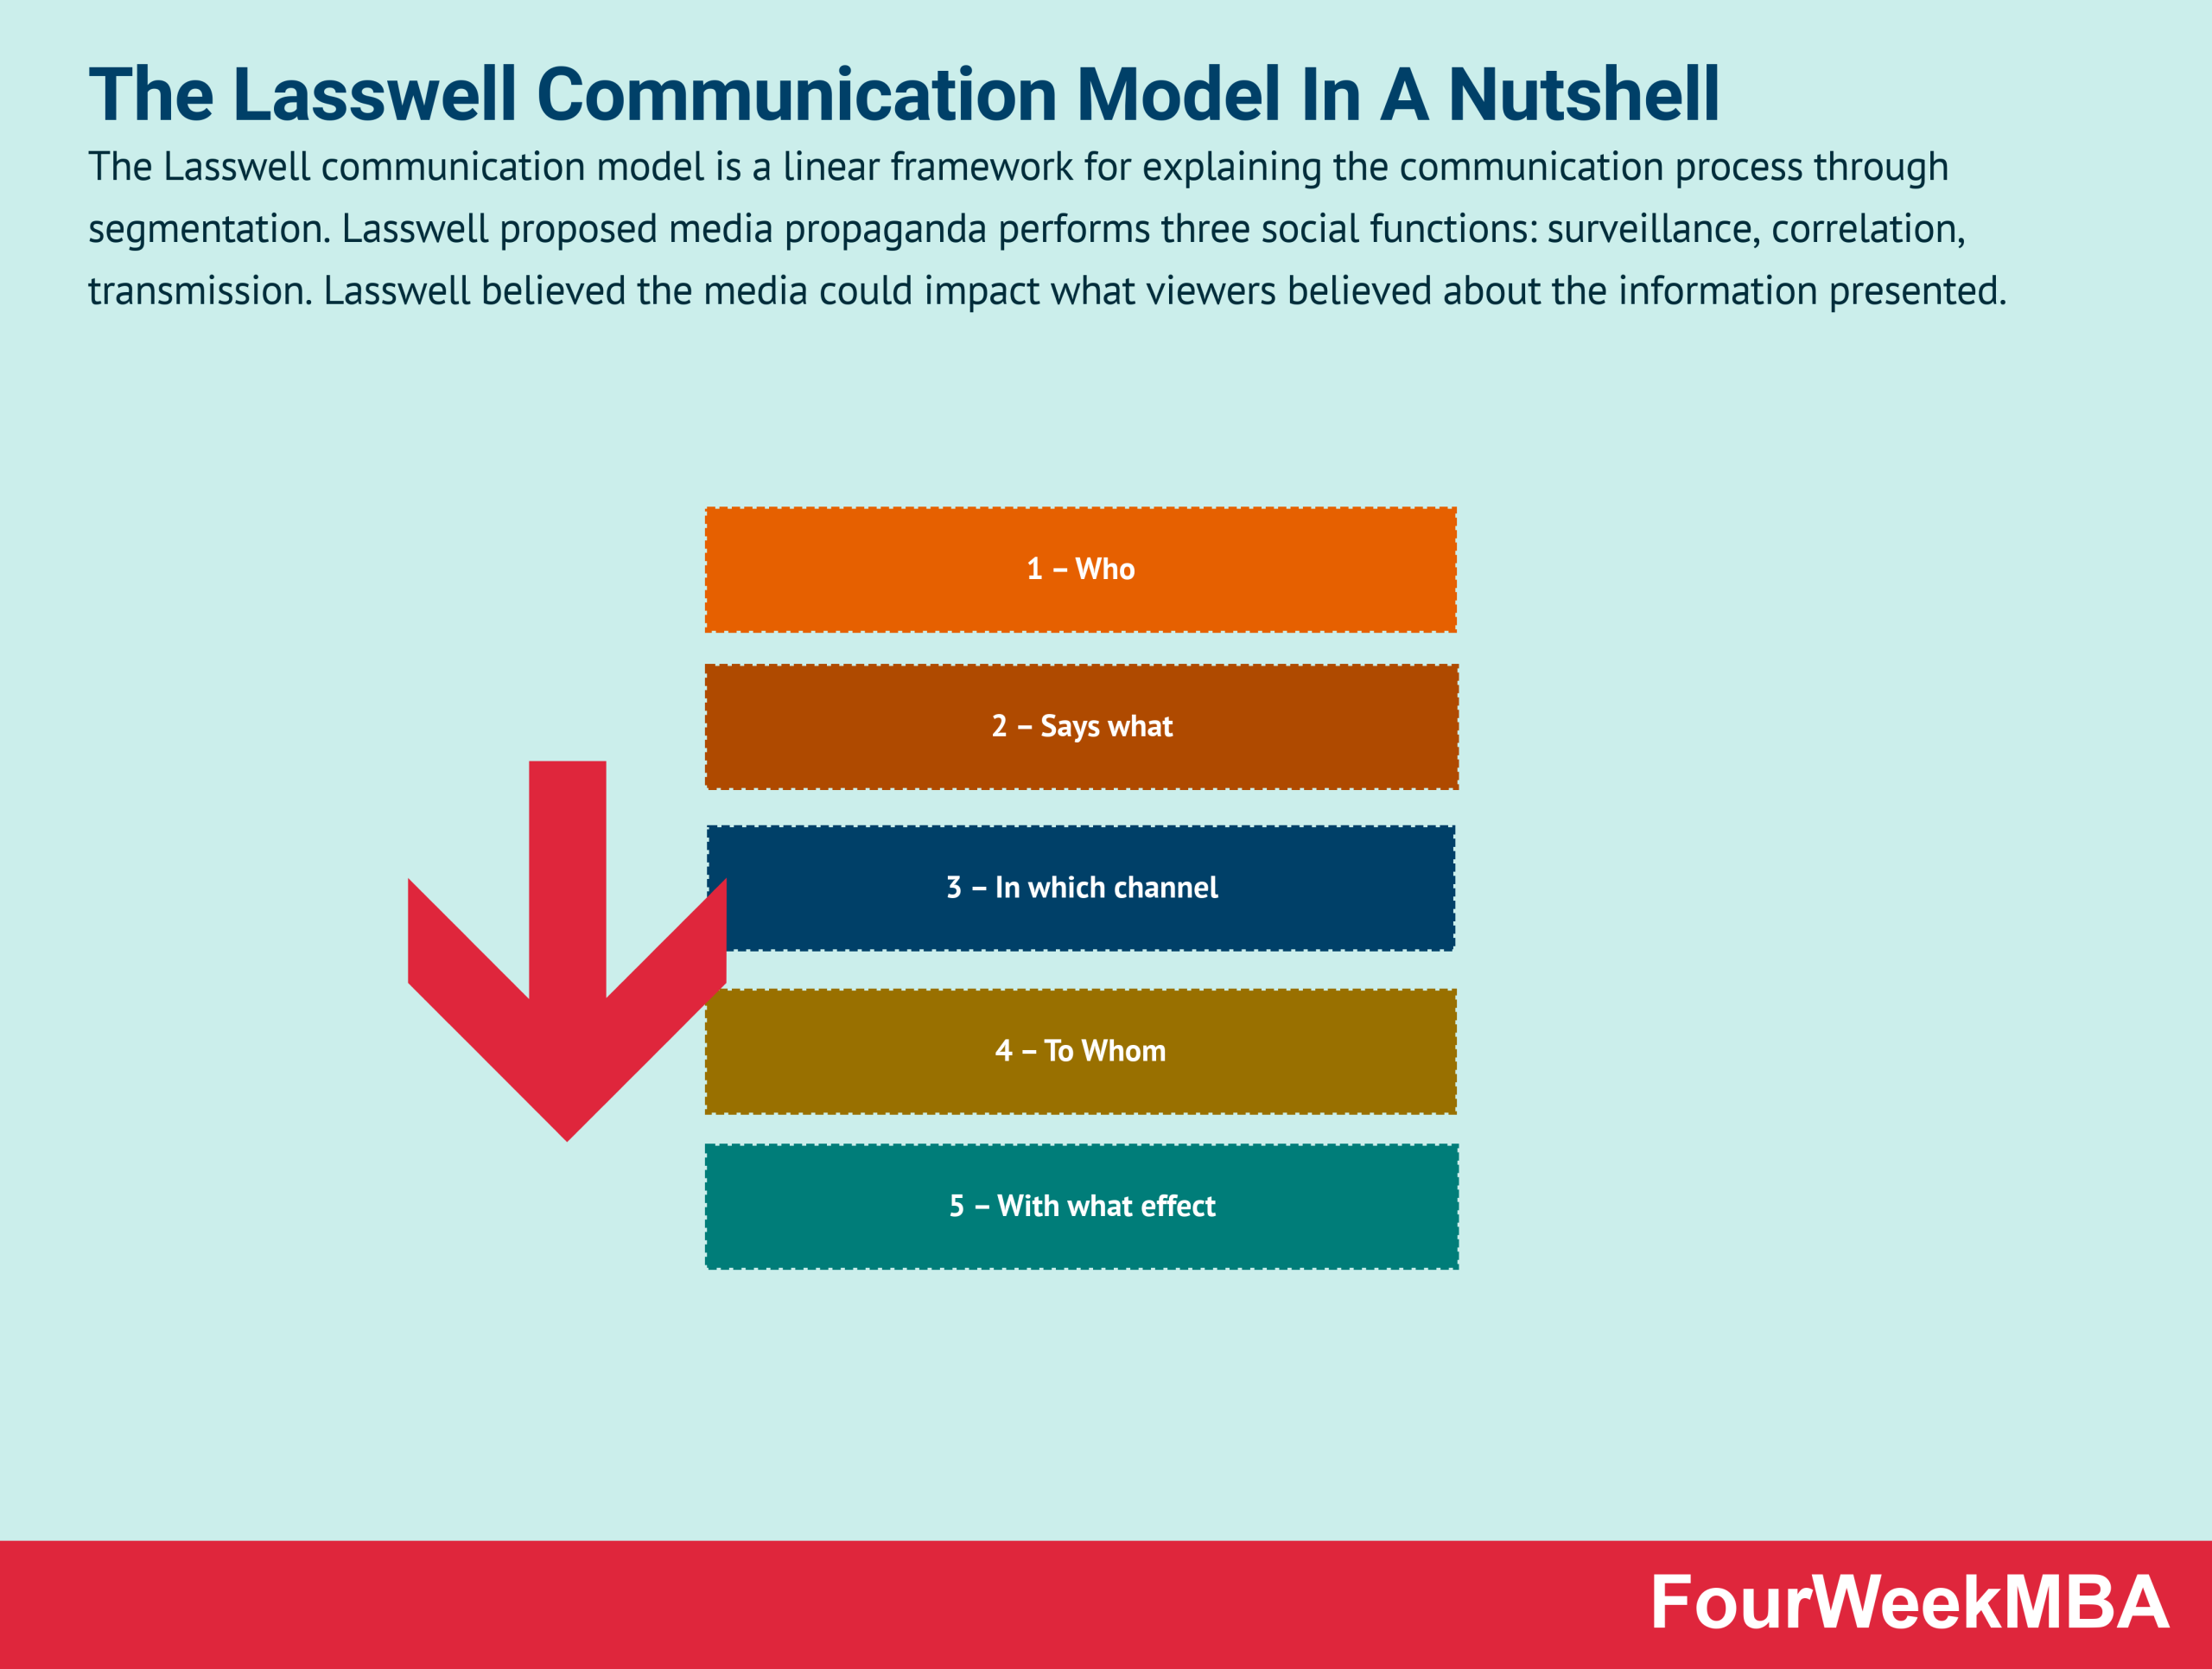 The Lasswell Communication Model In A Nutshell
The Lasswell communication model is a linear framework for explaining the communication process through
segmentation. Lasswell proposed media propaganda performs three social functions: surveillance, correlation,
transmission. Lasswell believed the media could impact what viewers believed about the information presented.
1 – Who
2 – Says what
3 – In which channel
4 – To Whom
5 – With what effect
FourWeekMBA